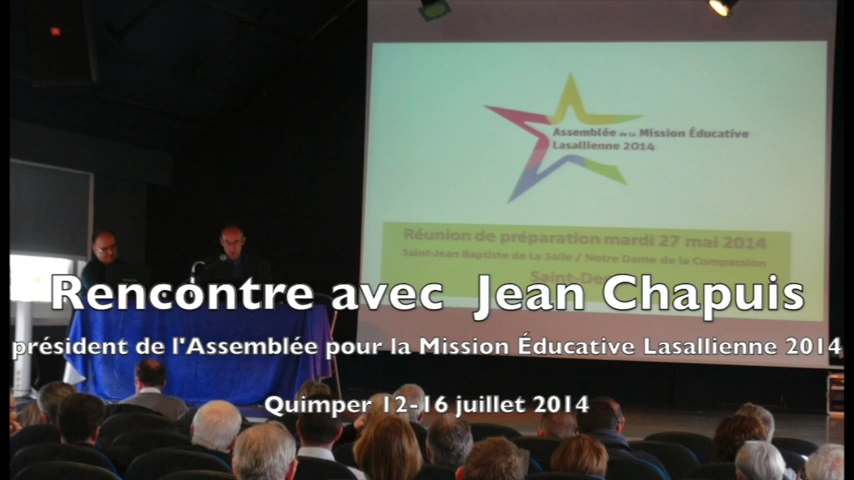 Assemblée de la Mission Éducative
Lasallienne 2014
Réunion de préparation mardi 27 mai 2014
Saint-Jean Baptiste de La Salle / Notre Dame de la Compassion
Rencontre avec Jean Chapuis
président de l'Assemblée pour la Mission Éducative Lasallienne 2014
Quimper 12-16 juillet 2014